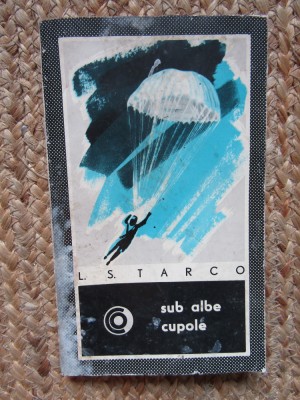 L. S. TARCO
sub albe
cupole